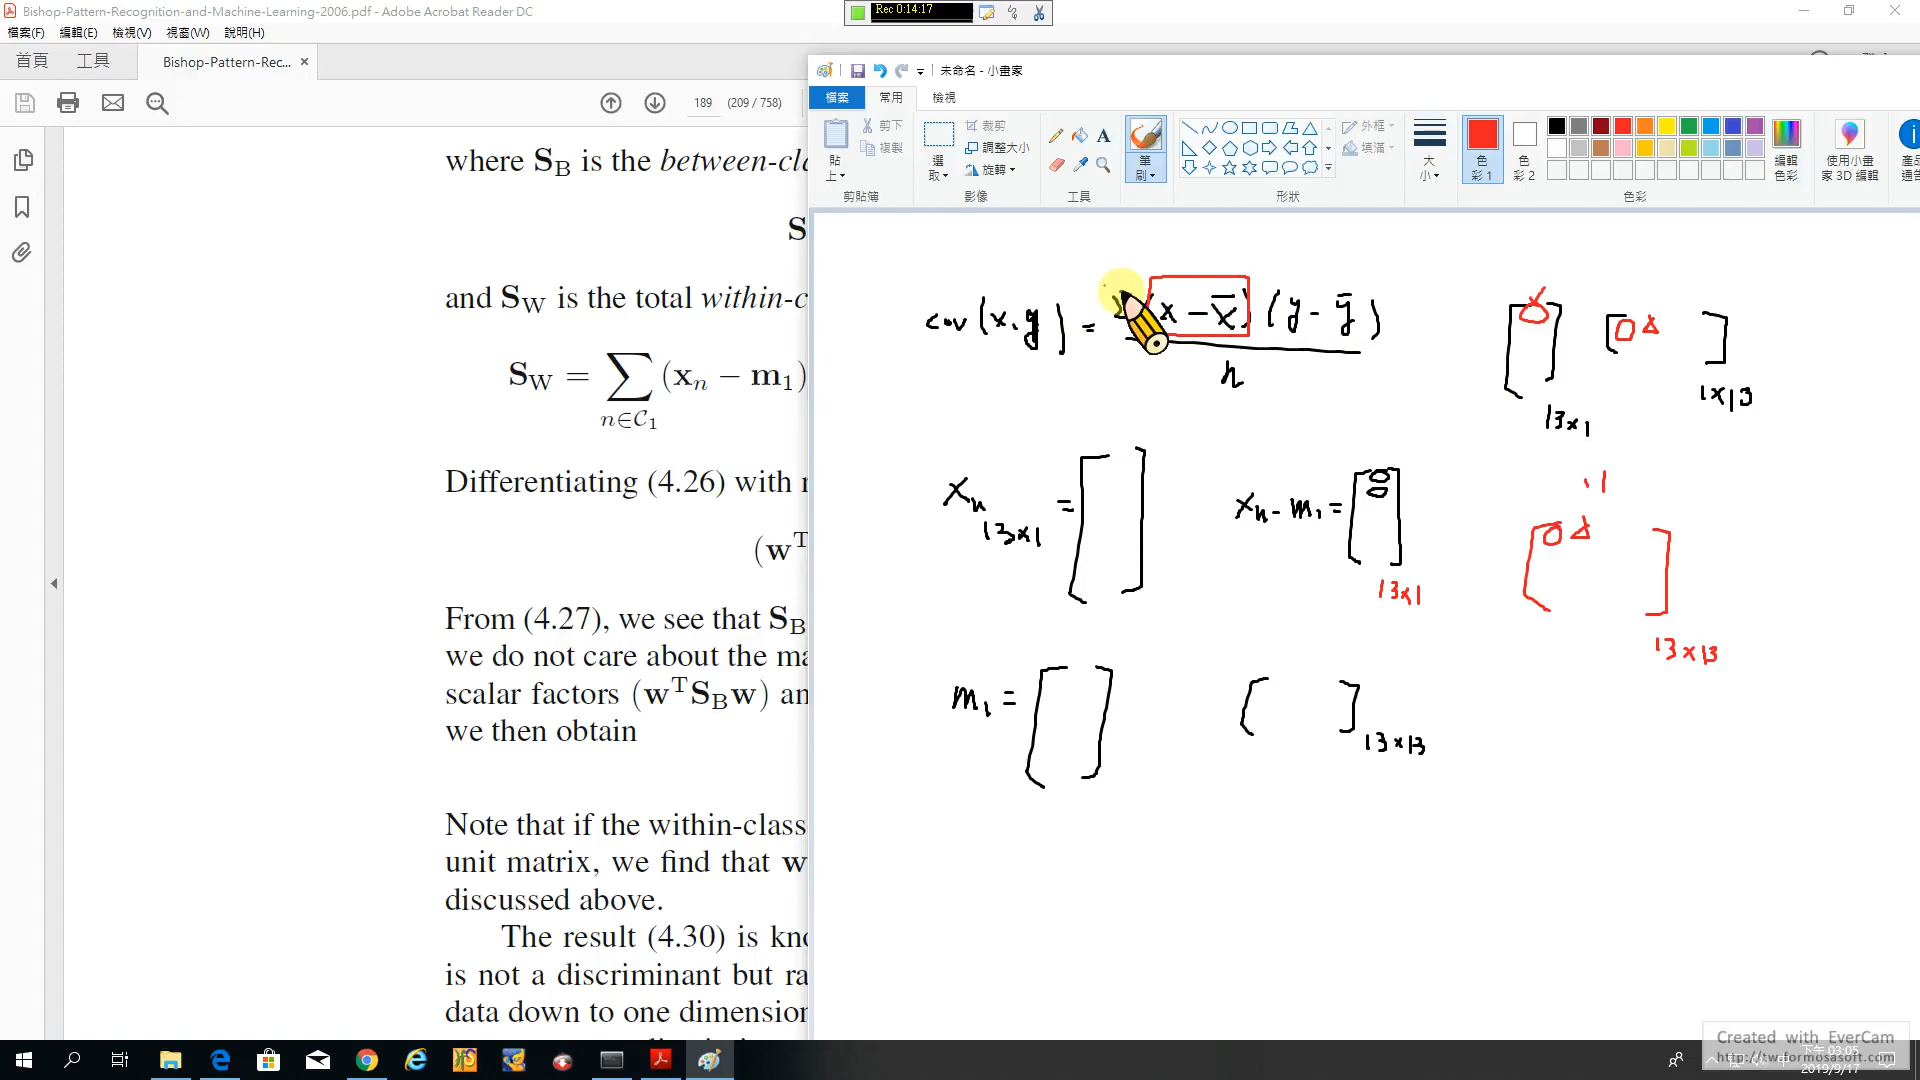 Bishop-Pattern-Recognition-and-Machine-Learning-2006.pdf - Adobe Acrobat Reader DC
Rec 0:14:17
檔案(F) 編輯(E) 檢視(V) 視窗(W) 說明(H)
首頁 工具 Bishop-Pattern-Rec... ×
189 (209 / 758)
未命名 - 小畫家
檔案 常用 檢視
貼上 剪下 複製 剪貼簿
選取 裁剪 調整大小 旋轉 影像
A 工具
筆刷
外框 填滿 形狀
大小
色彩 1 色彩 2 編輯色彩 色彩
使用小畫家 3D 編輯
where S_B is the between-cla
S
and S_W is the total within-c
S_W = ∑_{n∈C_1} (x_n − m_1)
Differentiating (4.26) with r
(w^T
From (4.27), we see that S_B
we do not care about the ma
scalar factors (w^T S_B w) an
we then obtain
Note that if the within-class
unit matrix, we find that w
discussed above.
The result (4.30) is kno
is not a discriminant but ra
data down to one dimension
cov(x,y) = (x − x̄)(y − ȳ)
n
[ ] 13×1 [ ] 1×13
x_n 13×1 = [ ]
x_n − m_1 = [ ] 13×1
[ ] 13×13
m_1 = [ ]
[ ] 13×13
Created with EverCam
http://twformosasoft.com
下午 03:05
2019/9/17